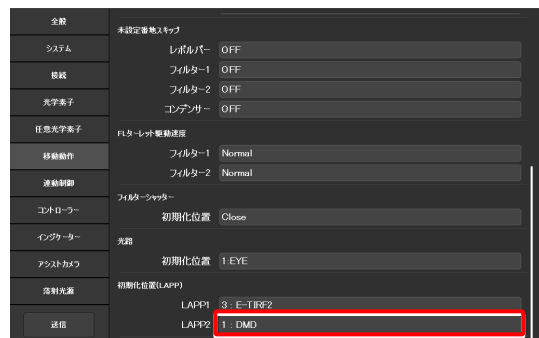 全般
システム
接続
光学素子
任意光学素子
移動動作
連動制御
コントローラー
インジケーター
アシストカメラ
落射光源
送信
未設定番地スキップ
レボルバー OFF
フィルター1 OFF
フィルター2 OFF
コンデンサー OFF
FLターレット駆動速度
フィルター1 Normal
フィルター2 Normal
フィルターシャッター
初期化位置 Close
光路
初期化位置 1:EYE
初期化位置(LAPP)
LAPP1 3 : E-TIRF2
LAPP2 1 : DMD